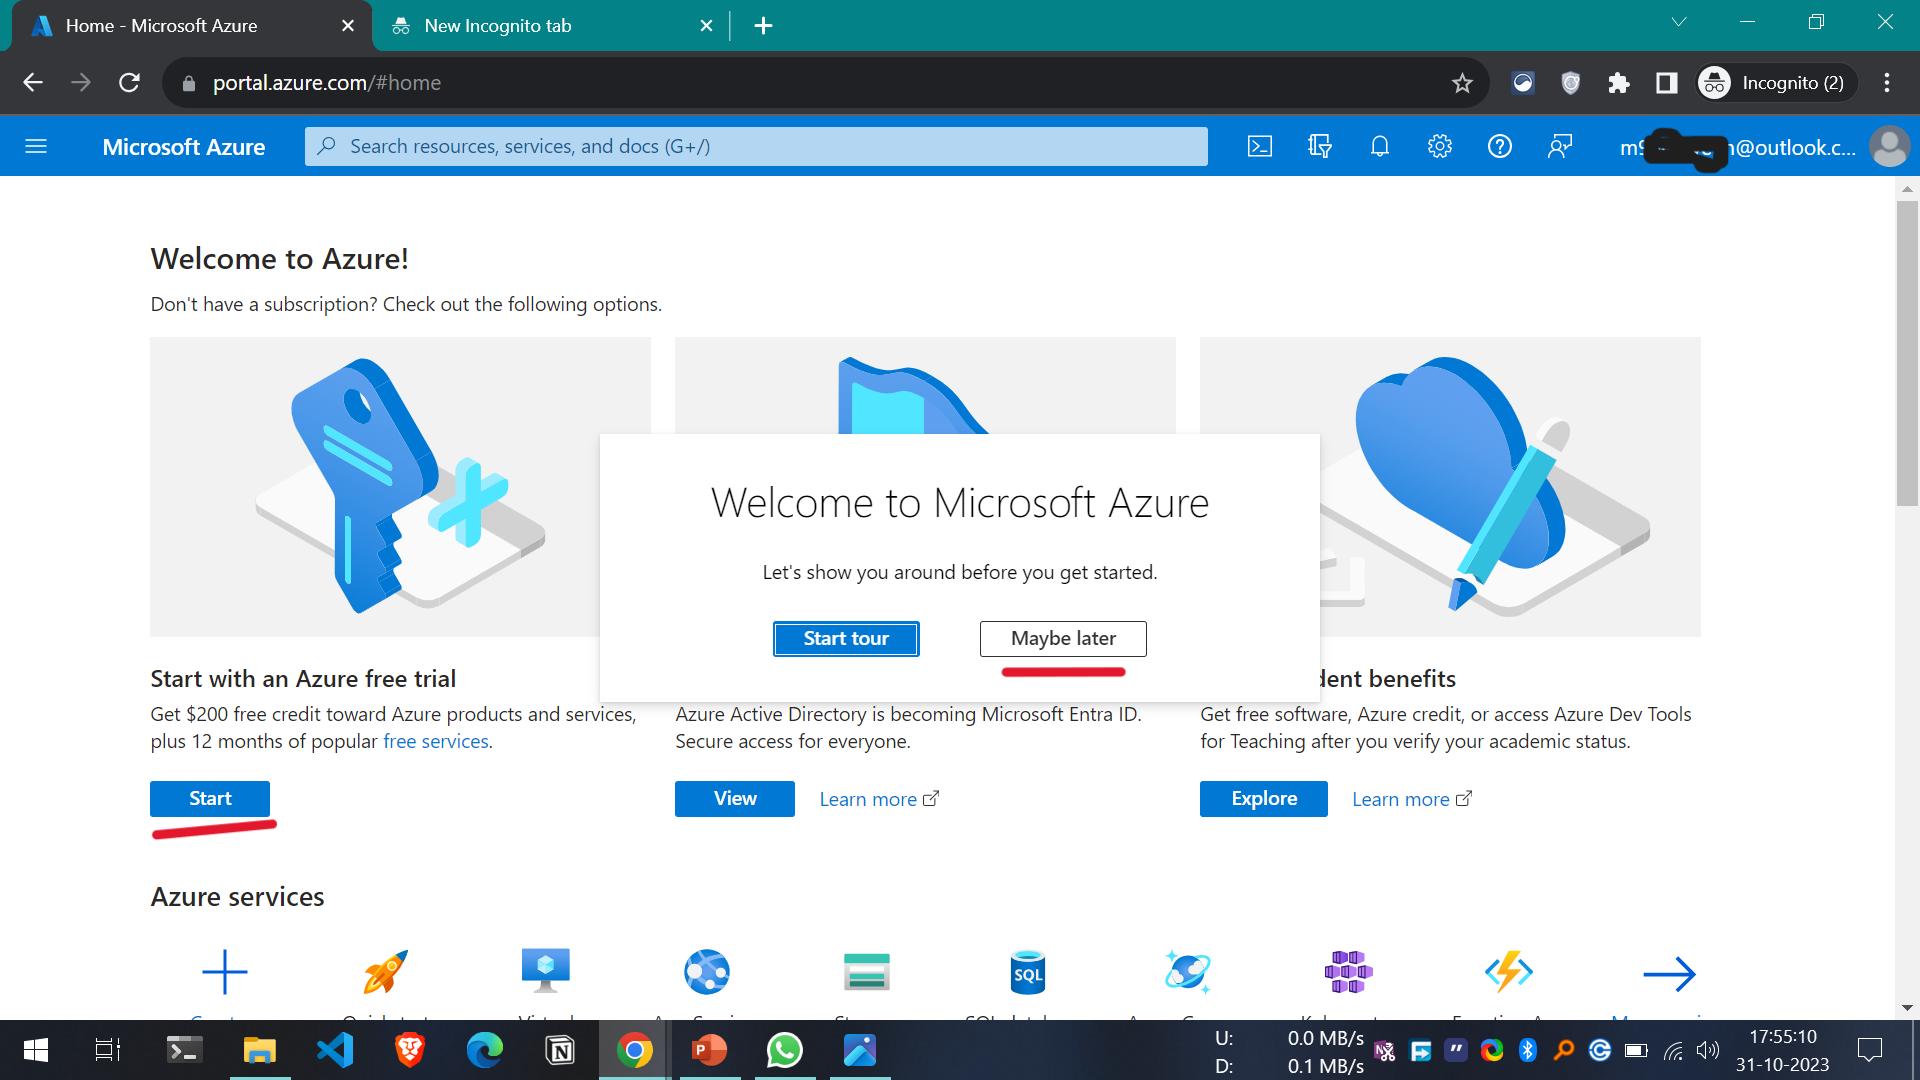 Home - Microsoft Azure
New Incognito tab
portal.azure.com/#home
Incognito (2)
Microsoft Azure
Search resources, services, and docs (G+/)
@outlook.c...
Welcome to Azure!
Don't have a subscription? Check out the following options.
Welcome to Microsoft Azure
Let's show you around before you get started.
Start tour
Maybe later
Start with an Azure free trial
Get $200 free credit toward Azure products and services,
plus 12 months of popular free services.
Start
Azure Active Directory is becoming Microsoft Entra ID.
Secure access for everyone.
View
Learn more
benefits
Get free software, Azure credit, or access Azure Dev Tools
for Teaching after you verify your academic status.
Explore
Learn more
Azure services
SQL
U: 0.0 MB/s
D: 0.1 MB/s
17:55:10
31-10-2023